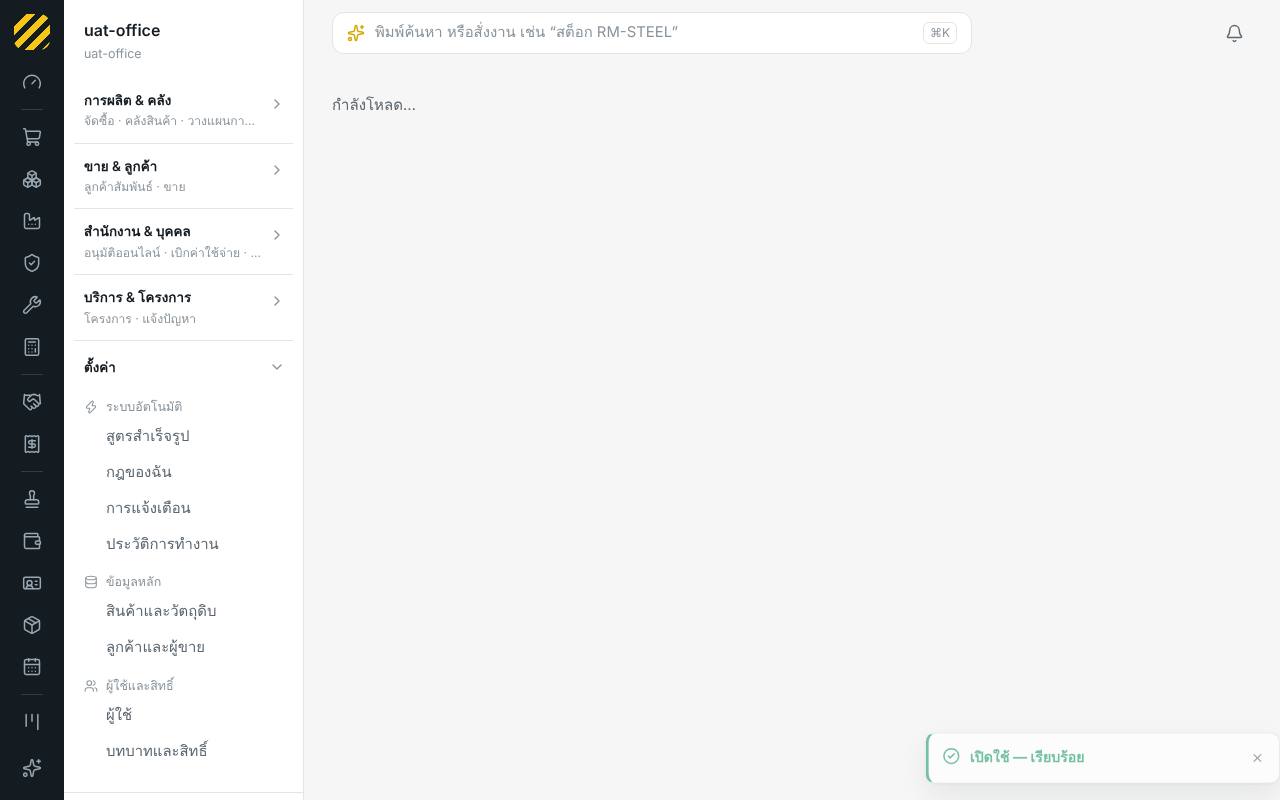 uat-office
uat-office
การผลิต & คลัง
จัดซื้อ · คลังสินค้า · วางแผนกา...
ขาย & ลูกค้า
ลูกค้าสัมพันธ์ · ขาย
สำนักงาน & บุคคล
อนุมัติออนไลน์ · เบิกค่าใช้จ่าย · ...
บริการ & โครงการ
โครงการ · แจ้งปัญหา
ตั้งค่า
ระบบอัตโนมัติ
สูตรสำเร็จรูป
กฎของฉัน
การแจ้งเตือน
ประวัติการทำงาน
ข้อมูลหลัก
สินค้าและวัตถุดิบ
ลูกค้าและผู้ขาย
ผู้ใช้และสิทธิ์
ผู้ใช้
บทบาทและสิทธิ์
พิมพ์ค้นหา หรือสั่งงาน เช่น “สต็อก RM-STEEL”
⌘K
กำลังโหลด...
เปิดใช้ — เรียบร้อย